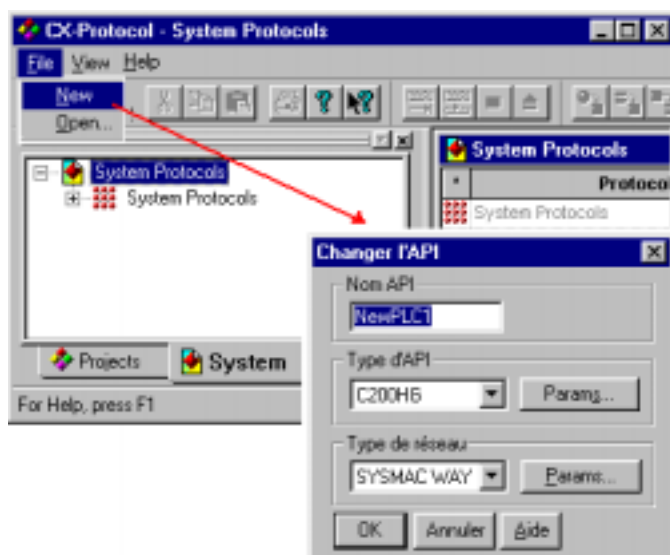 CX-Protocol - System Protocols
File View Help
New
Open...
System Protocols
System Protocols
Projects
System
For Help, press F1
System Protocols
* Protoco
System Protocols
Changer l'API
Nom API
NewPLC1
Type d'API
C200HG
Params...
Type de réseau
SYSMAC WAY
Params...
OK Annuler Aide